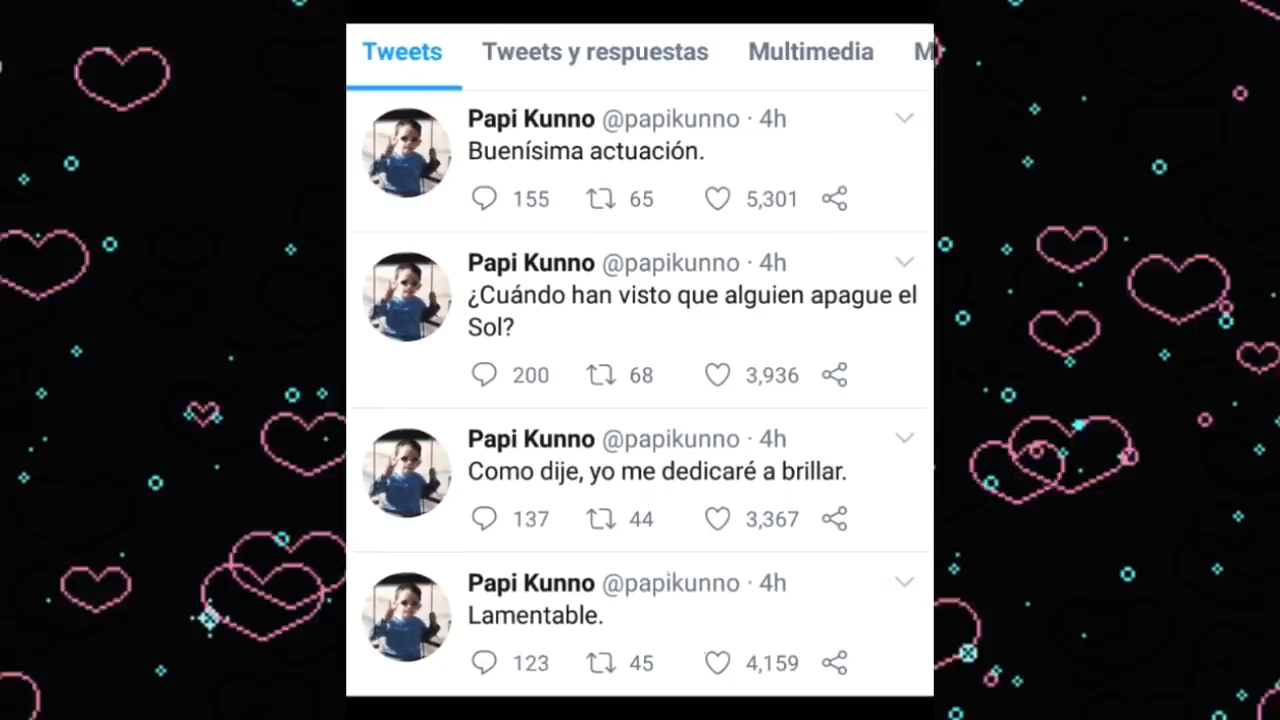 Tweets Tweets y respuestas Multimedia M
Papi Kunno @papikunno · 4h
Buenísima actuación.
155 65 5,301
Papi Kunno @papikunno · 4h
¿Cuándo han visto que alguien apague el
Sol?
200 68 3,936
Papi Kunno @papikunno · 4h
Como dije, yo me dedicaré a brillar.
137 44 3,367
Papi Kunno @papikunno · 4h
Lamentable.
123 45 4,159